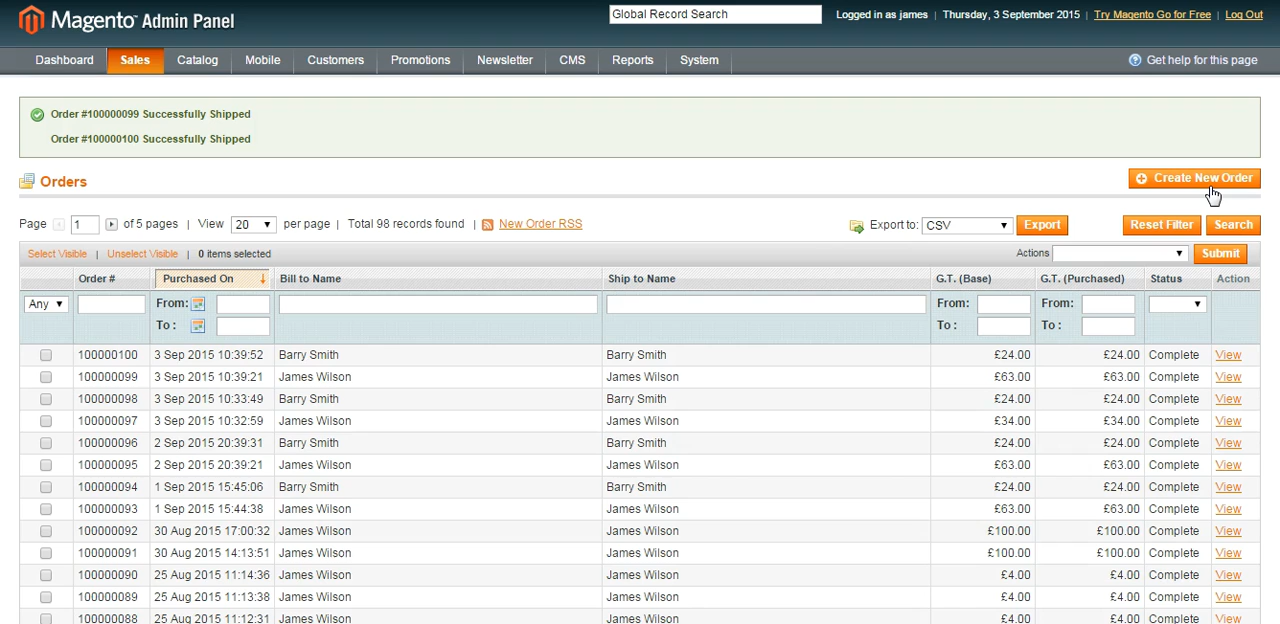 Magento Admin Panel
Global Record Search
Logged in as james | Thursday, 3 September 2015 | Try Magento Go for Free | Log Out
Dashboard Sales Catalog Mobile Customers Promotions Newsletter CMS Reports System
Get help for this page
Order #100000099 Successfully Shipped
Order #100000100 Successfully Shipped
Orders
Create New Order
Page 1 of 5 pages | View 20 per page | Total 98 records found | New Order RSS
Export to: CSV Export Reset Filter Search
Select Visible | Unselect Visible | 0 items selected
Actions Submit
Order # Purchased On Bill to Name Ship to Name G.T. (Base) G.T. (Purchased) Status Action
Any From: From: From:
To : To : To :
100000100 3 Sep 2015 10:39:52 Barry Smith Barry Smith £24.00 £24.00 Complete View
100000099 3 Sep 2015 10:39:21 James Wilson James Wilson £63.00 £63.00 Complete View
100000098 3 Sep 2015 10:33:49 Barry Smith Barry Smith £24.00 £24.00 Complete View
100000097 3 Sep 2015 10:32:59 James Wilson James Wilson £34.00 £34.00 Complete View
100000096 2 Sep 2015 20:39:31 Barry Smith Barry Smith £24.00 £24.00 Complete View
100000095 2 Sep 2015 20:39:21 James Wilson James Wilson £63.00 £63.00 Complete View
100000094 1 Sep 2015 15:45:06 Barry Smith Barry Smith £24.00 £24.00 Complete View
100000093 1 Sep 2015 15:44:38 James Wilson James Wilson £63.00 £63.00 Complete View
100000092 30 Aug 2015 17:00:32 James Wilson James Wilson £100.00 £100.00 Complete View
100000091 30 Aug 2015 14:13:51 James Wilson James Wilson £100.00 £100.00 Complete View
100000090 25 Aug 2015 11:14:36 James Wilson James Wilson £4.00 £4.00 Complete View
100000089 25 Aug 2015 11:13:38 James Wilson James Wilson £4.00 £4.00 Complete View
100000088 25 Aug 2015 11:12:31 James Wilson James Wilson £4.00 £4.00 Complete View